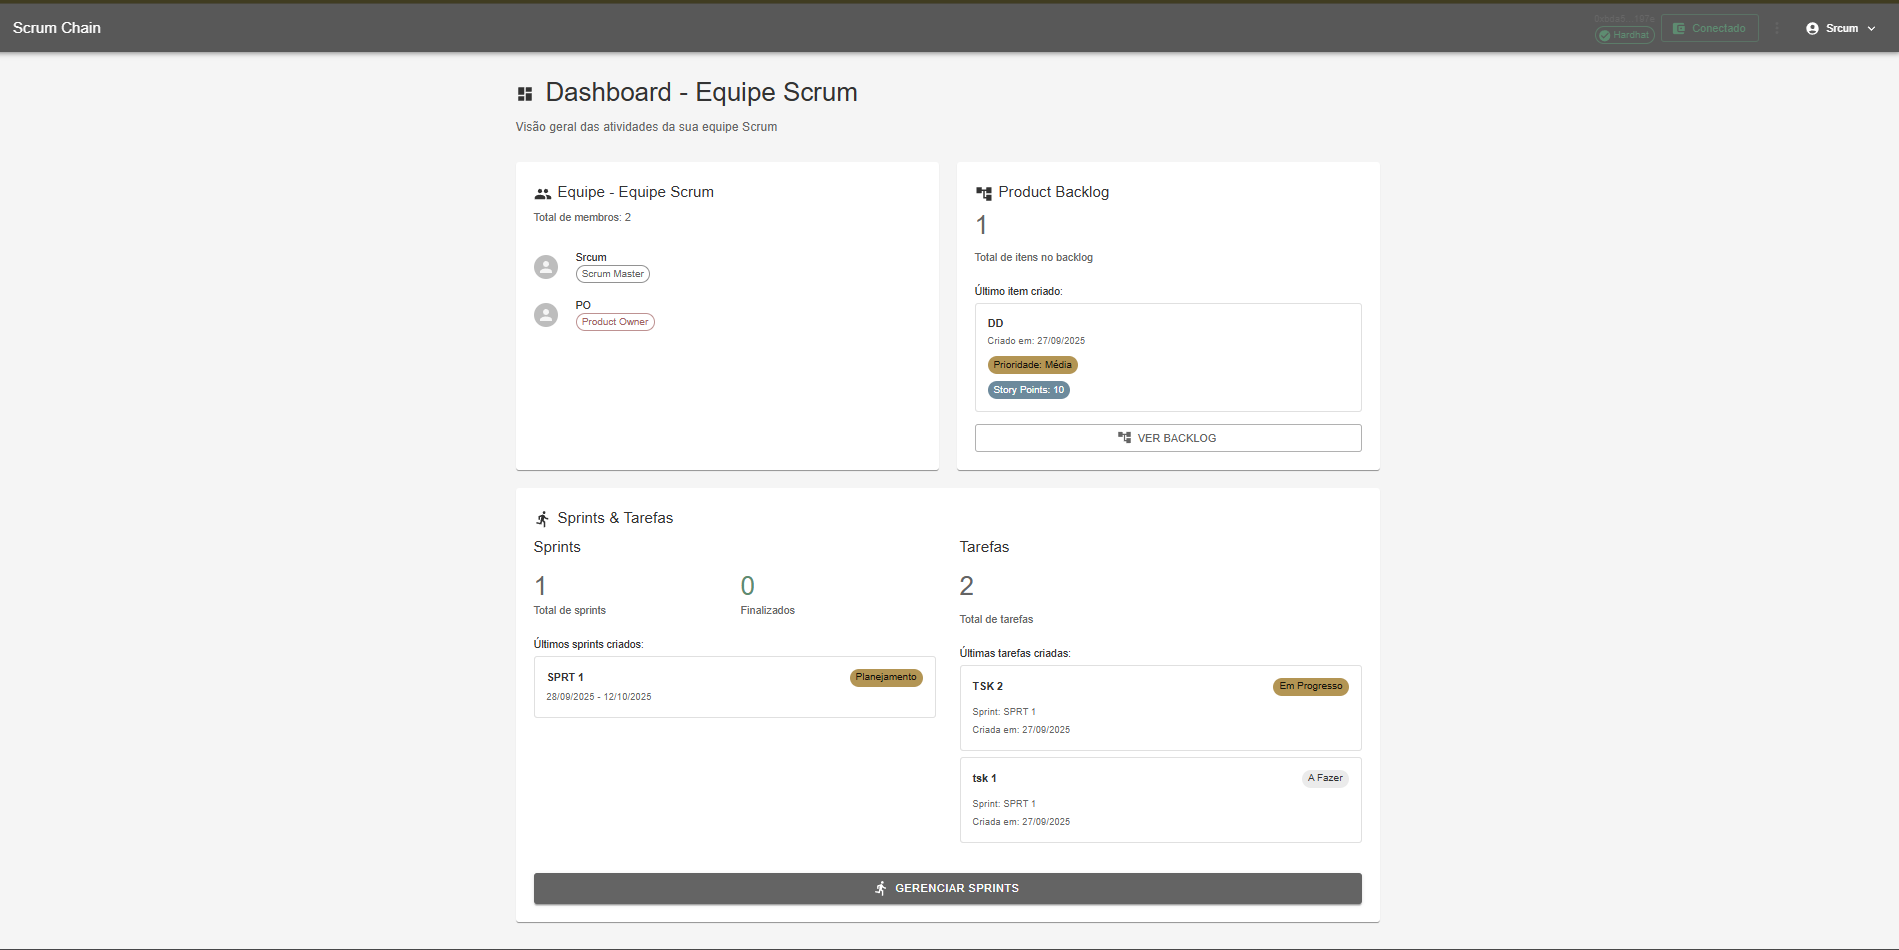 Scrum Chain
Hardhat
Conectado
Srcum
Dashboard - Equipe Scrum
Visão geral das atividades da sua equipe Scrum
Equipe - Equipe Scrum
Total de membros: 2
Srcum
Scrum Master
PO
Product Owner
Product Backlog
1
Total de itens no backlog
Último item criado:
DD
Criado em: 27/09/2025
Prioridade: Média
Story Points: 10
VER BACKLOG
Sprints & Tarefas
Sprints
1
Total de sprints
0
Finalizados
Últimos sprints criados:
SPRT 1
Planejamento
28/09/2025 - 12/10/2025
Tarefas
2
Total de tarefas
Últimas tarefas criadas:
TSK 2
Em Progresso
Sprint: SPRT 1
Criada em: 27/09/2025
tsk 1
A Fazer
Sprint: SPRT 1
Criada em: 27/09/2025
GERENCIAR SPRINTS